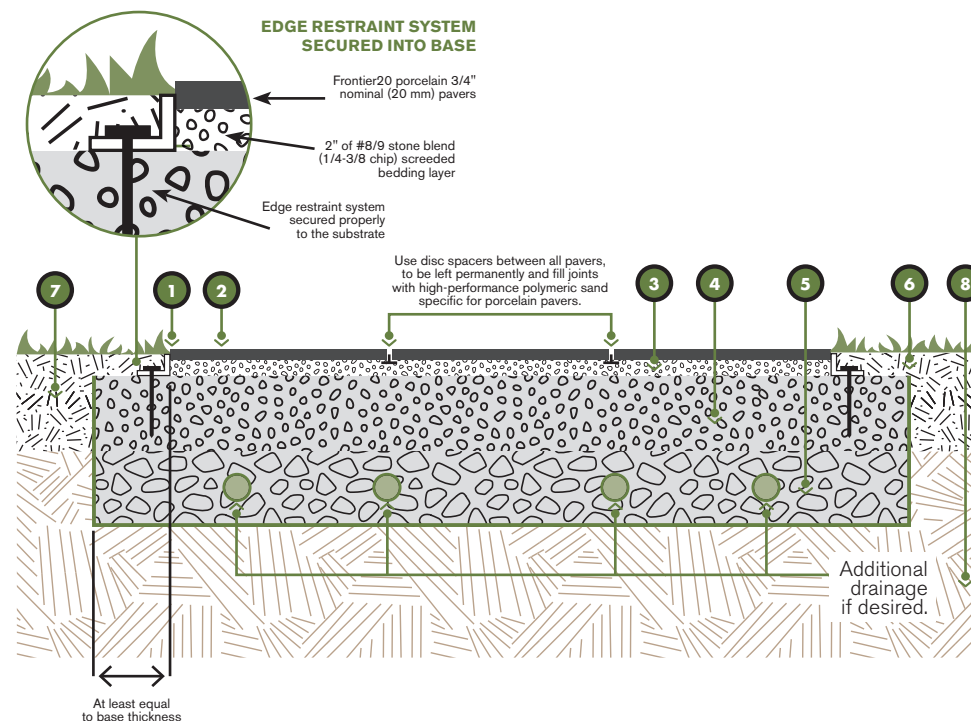 EDGE RESTRAINT SYSTEM
SECURED INTO BASE
Frontier20 porcelain 3/4"
nominal (20 mm) pavers
2" of #8/9 stone blend
(1/4-3/8 chip) screeded
bedding layer
Edge restraint system
secured properly
to the substrate
Use disc spacers between all pavers,
to be left permanently and fill joints
with high-performance polymeric sand
specific for porcelain pavers.
7
1
2
3
4
5
6
8
Additional
drainage
if desired.
At least equal
to base thickness